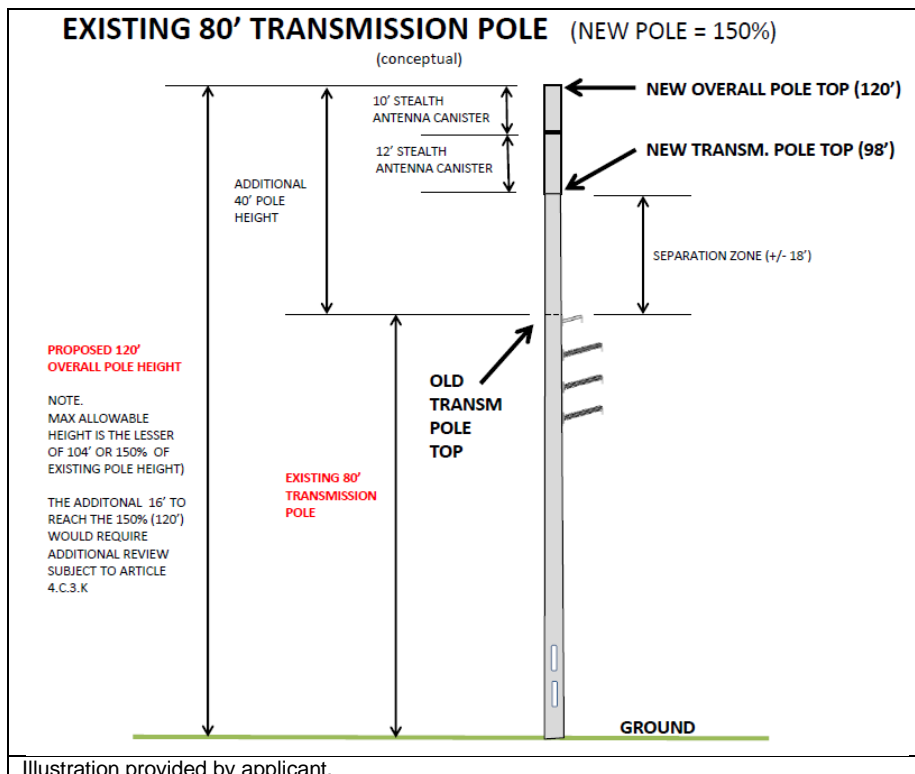 EXISTING 80' TRANSMISSION POLE (NEW POLE = 150%)
(conceptual)
10' STEALTH
ANTENNA CANISTER
12' STEALTH
ANTENNA CANISTER
NEW OVERALL POLE TOP (120')
NEW TRANSM. POLE TOP (98')
ADDITIONAL
40' POLE
HEIGHT
SEPARATION ZONE (+/- 18')
PROPOSED 120'
OVERALL POLE HEIGHT
NOTE.
MAX ALLOWABLE
HEIGHT IS THE LESSER
OF 104' OR 150% OF
EXISTING POLE HEIGHT)
THE ADDITONAL 16' TO
REACH THE 150% (120')
WOULD REQUIRE
ADDITIONAL REVIEW
SUBJECT TO ARTICLE
4.C.3.K
OLD
TRANSM
POLE
TOP
EXISTING 80'
TRANSMISSION
POLE
GROUND
Illustration provided by applicant.